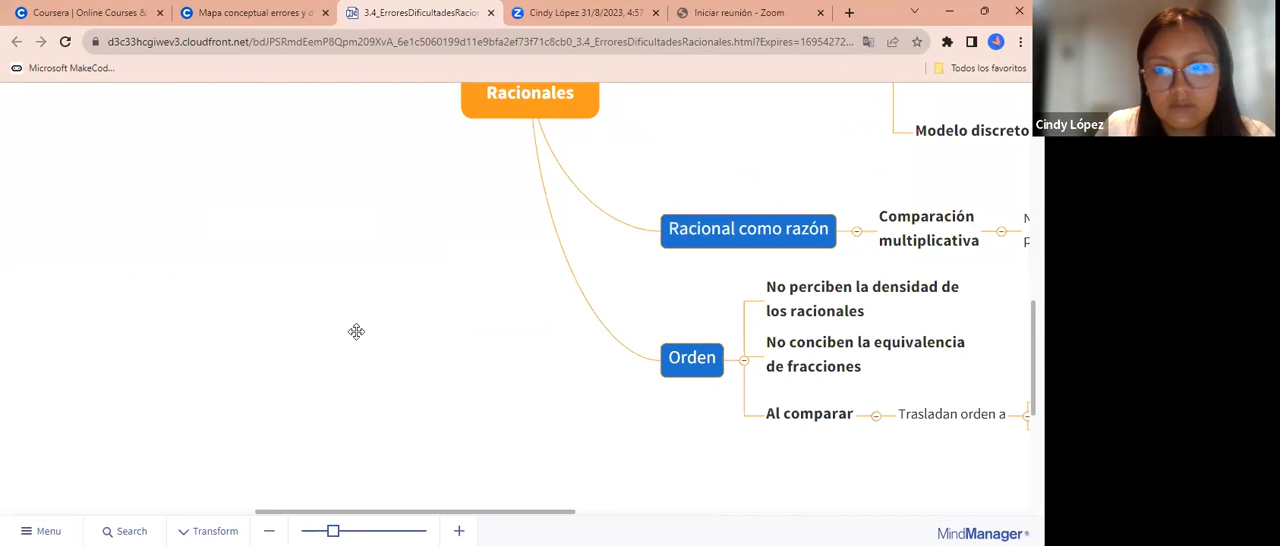 Coursera | Online Courses &
Mapa conceptual errores y d
3.4_ErroresDificultadesRacion
Cindy López 31/8/2023, 4:57
Iniciar reunión - Zoom
d3c33hcgiwev3.cloudfront.net/bdJPSRmdEemP8Qpm209XvA_6e1c5060199d11e9bfa2ef73f71c8cb0_3.4_ErroresDificultadesRacionales.html?Expires=16954272...
Microsoft MakeCod...
Todos los favoritos
Cindy López
Racionales
Modelo discreto
Racional como razón
Comparación
multiplicativa
Orden
No perciben la densidad de
los racionales
No conciben la equivalencia
de fracciones
Al comparar
Trasladan orden a
Menu
Search
Transform
MindManager®